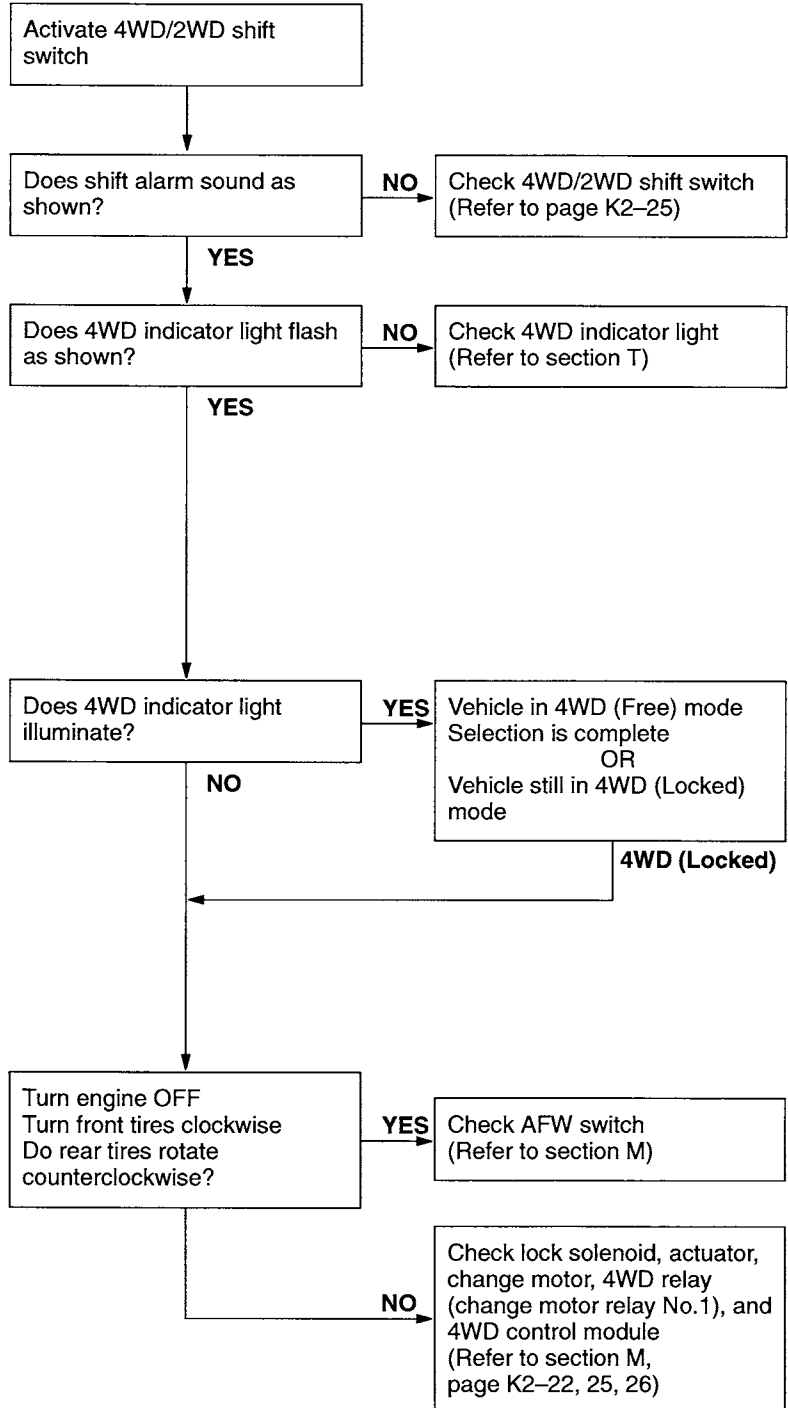 Activate 4WD/2WD shift
switch
Does shift alarm sound as
shown?
NO
Check 4WD/2WD shift switch
(Refer to page K2–25)
YES
Does 4WD indicator light flash
as shown?
NO
Check 4WD indicator light
(Refer to section T)
YES
Does 4WD indicator light
illuminate?
YES
Vehicle in 4WD (Free) mode
Selection is complete
OR
Vehicle still in 4WD (Locked)
mode
NO
4WD (Locked)
Turn engine OFF
Turn front tires clockwise
Do rear tires rotate
counterclockwise?
YES
Check AFW switch
(Refer to section M)
NO
Check lock solenoid, actuator,
change motor, 4WD relay
(change motor relay No.1), and
4WD control module
(Refer to section M,
page K2–22, 25, 26)